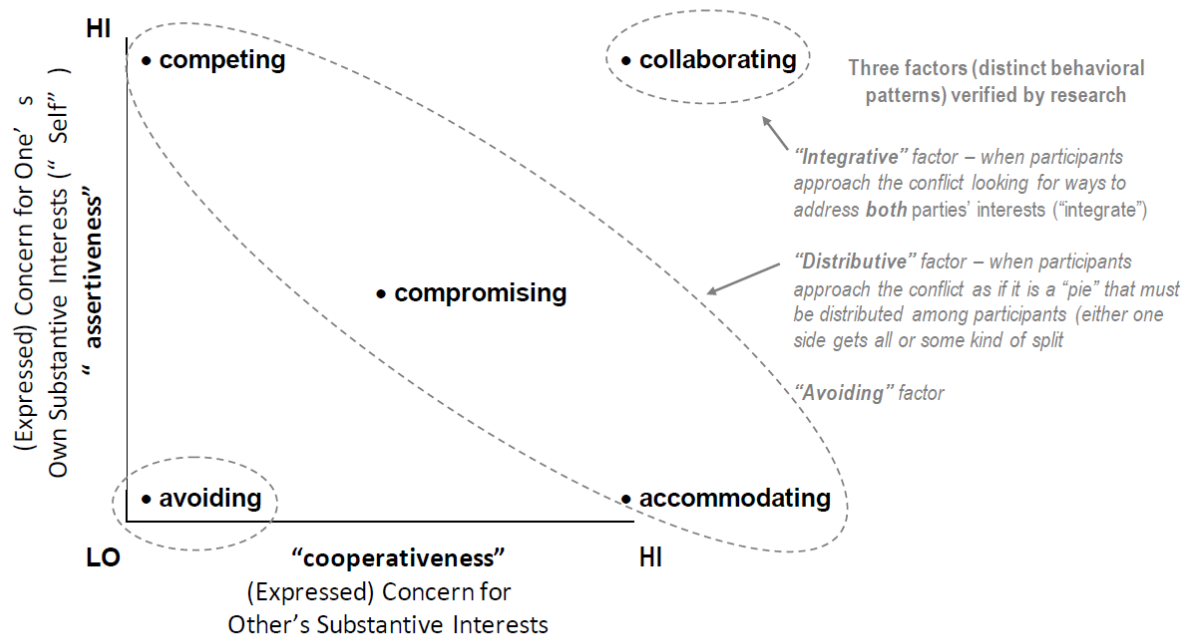 HI
(Expressed) Concern for One’ s
Own Substantive Interests (“ Self” )
“ assertiveness”
• competing
• collaborating
• compromising
• avoiding
• accommodating
LO
“cooperativeness”
HI
(Expressed) Concern for
Other’s Substantive Interests
Three factors (distinct behavioral
patterns) verified by research
“Integrative” factor – when participants
approach the conflict looking for ways to
address both parties’ interests (“integrate”)
“Distributive” factor – when participants
approach the conflict as if it is a “pie” that must
be distributed among participants (either one
side gets all or some kind of split
“Avoiding” factor